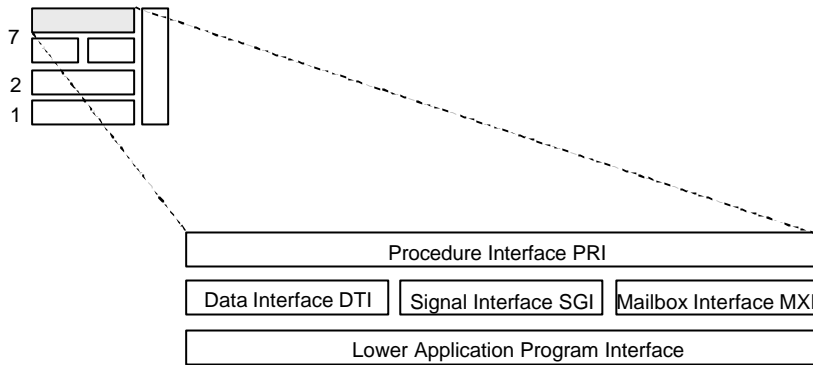 7
2
1
Procedure Interface PRI
Data Interface DTI
Signal Interface SGI
Mailbox Interface MXI
Lower Application Program Interface